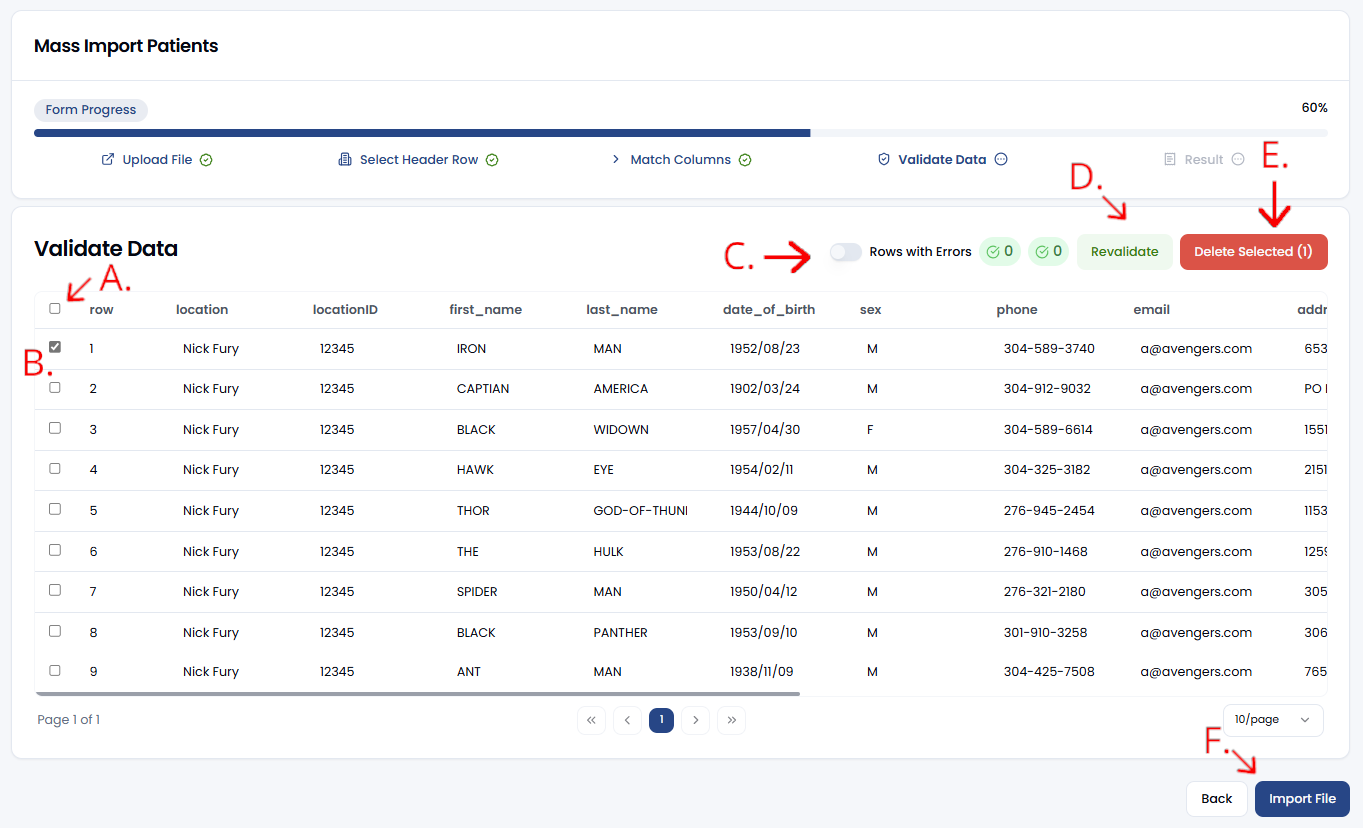 Mass Import Patients
Form Progress 60%
Upload File Select Header Row Match Columns Validate Data Result E.
D.
Validate Data C. Rows with Errors 0 0 Revalidate Delete Selected (1)
A.
row location locationID first_name last_name date_of_birth sex phone email addr
1 Nick Fury 12345 IRON MAN 1952/08/23 M 304-589-3740 a@avengers.com 653
B.
2 Nick Fury 12345 CAPTIAN AMERICA 1902/03/24 M 304-912-9032 a@avengers.com PO
3 Nick Fury 12345 BLACK WIDOWN 1957/04/30 F 304-589-6614 a@avengers.com 1551
4 Nick Fury 12345 HAWK EYE 1954/02/11 M 304-325-3182 a@avengers.com 2151
5 Nick Fury 12345 THOR GOD-OF-THUNI 1944/10/09 M 276-945-2454 a@avengers.com 1153
6 Nick Fury 12345 THE HULK 1953/08/22 M 276-910-1468 a@avengers.com 1259
7 Nick Fury 12345 SPIDER MAN 1950/04/12 M 276-321-2180 a@avengers.com 305
8 Nick Fury 12345 BLACK PANTHER 1953/09/10 M 301-910-3258 a@avengers.com 306
9 Nick Fury 12345 ANT MAN 1938/11/09 M 304-425-7508 a@avengers.com 765
Page 1 of 1 « ‹ 1 › » 10/page
F.
Back Import File